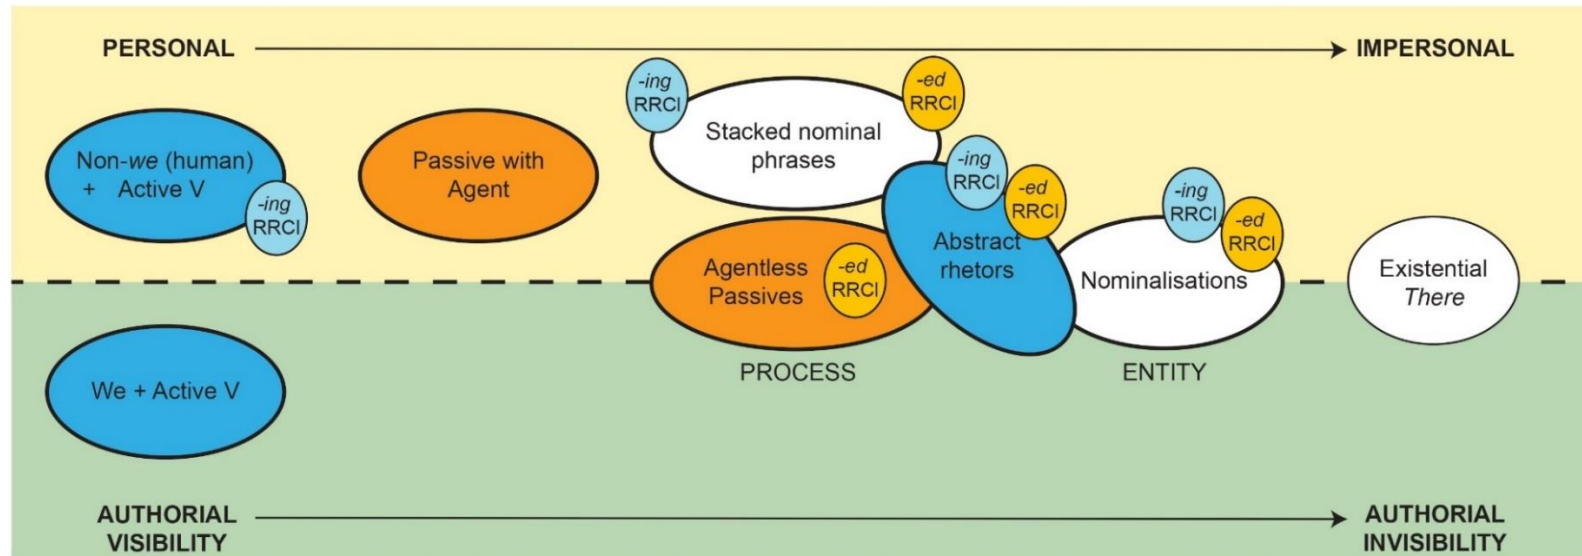 PERSONAL
IMPERSONAL
Non-we (human)
+ Active V
-ing
RRCl
Passive with
Agent
-ing
RRCl
Stacked nominal
phrases
-ed
RRCl
-ing
RRCl
-ed
RRCl
Abstract
rhetors
Agentless
Passives
-ed
RRCl
-ing
RRCl
-ed
RRCl
Nominalisations
Existential
There
PROCESS
ENTITY
We + Active V
AUTHORIAL
VISIBILITY
AUTHORIAL
INVISIBILITY